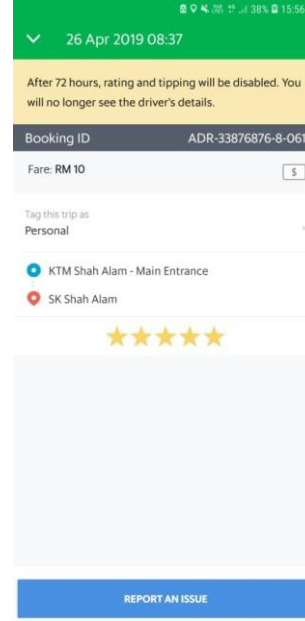 38% 15:56
26 Apr 2019 08:37
After 72 hours, rating and tipping will be disabled. You
will no longer see the driver's details.
Booking ID ADR-33876876-8-061
Fare: RM 10 $
Tag this trip as
Personal
KTM Shah Alam - Main Entrance
SK Shah Alam
REPORT AN ISSUE